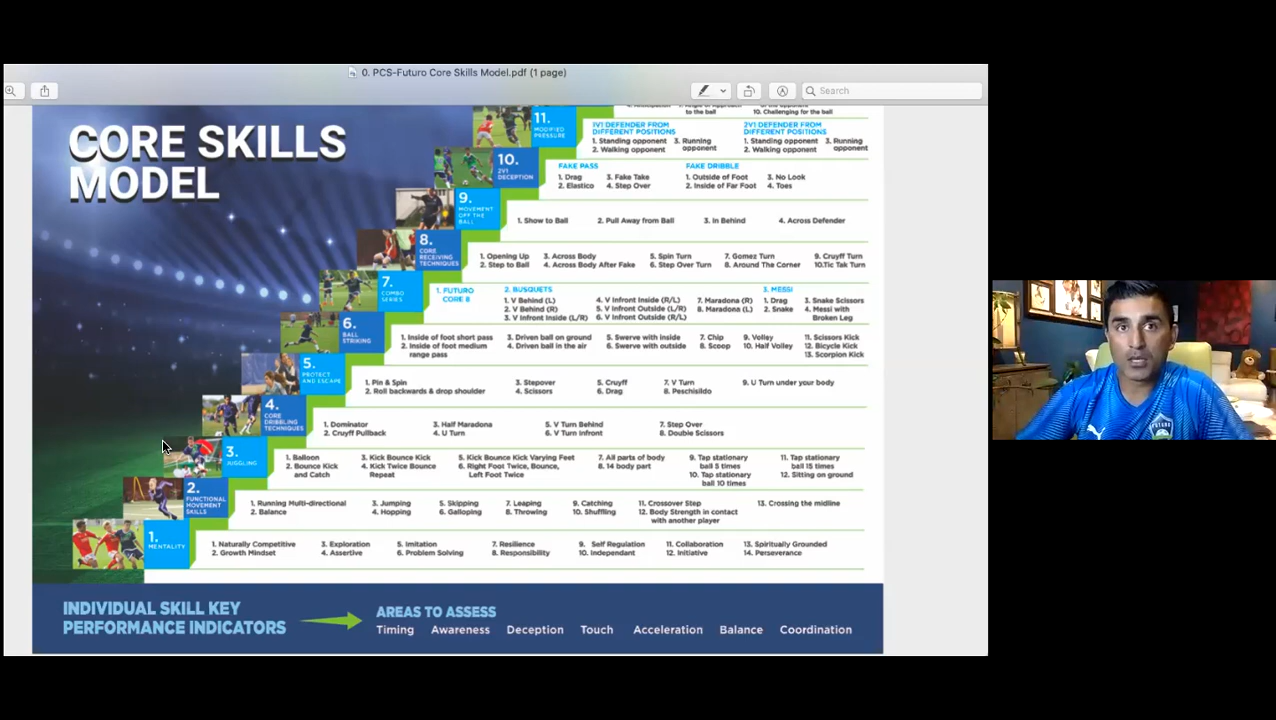 0. PCS-Futuro Core Skills Model.pdf (1 page)
Search
CORE SKILLS
MODEL
to the ball
10. Challenging for the ball
11.
MODIFIED
PRESSURE
1V1 DEFENDER FROM
DIFFERENT POSITIONS
1. Standing opponent 3. Running
2. Walking opponent opponent
2V1 DEFENDER FROM
DIFFERENT POSITIONS
1. Standing opponent 3. Running
2. Walking opponent opponent
10.
2V1
DECEPTION
FAKE PASS
1. Drag 3. Fake Take
2. Elastico 4. Step Over
FAKE DRIBBLE
1. Outside of Foot 3. No Look
2. Inside of Far Foot 4. Toes
9.
MOVEMENT
OFF THE
BALL
1. Show to Ball 2. Pull Away from Ball 3. In Behind 4. Across Defender
8.
CORE
RECEIVING
TECHNIQUES
1. Opening Up 3. Across Body 5. Spin Turn 7. Gomez Turn 9. Cruyff Turn
2. Step to Ball 4. Across Body After Fake 6. Step Over Turn 8. Around The Corner 10.Tic Tak Turn
7.
COMBO
SERIES
1. FUTURO
CORE 8
2. BUSQUETS
1. V Behind (L) 4. V Infront Inside (R/L) 7. Maradona (R)
2. V Behind (R) 5. V Infront Outside (L/R) 8. Maradona (L)
3. V Infront Inside (L/R) 6. V Infront Outside (R/L)
3. MESSI
1. Drag 3. Snake Scissors
2. Snake 4. Messi with
Broken Leg
6.
BALL
STRIKING
1. Inside of foot short pass 3. Driven ball on ground 5. Swerve with inside 7. Chip 9. Volley 11. Scissors Kick
2. Inside of foot medium 4. Driven ball in the air 6. Swerve with outside 8. Scoop 10. Half Volley 12. Bicycle Kick
range pass 13. Scorpion Kick
5.
PROTECT
AND ESCAPE
1. Pin & Spin 3. Stepover 5. Cruyff 7. V Turn 9. U Turn under your body
2. Roll backwards & drop shoulder 4. Scissors 6. Drag 8. Peschisildo
4.
CORE
DRIBBLING
TECHNIQUES
1. Dominator 3. Half Maradona 5. V Turn Behind 7. Step Over
2. Cruyff Pullback 4. U Turn 6. V Turn Infront 8. Double Scissors
3.
JUGGLING
1. Balloon 3. Kick Bounce Kick 5. Kick Bounce Kick Varying Feet 7. All parts of body 9. Tap stationary 11. Tap stationary
2. Bounce Kick 4. Kick Twice Bounce 6. Right Foot Twice, Bounce, 8. 14 body part ball 5 times ball 15 times
and Catch Repeat Left Foot Twice 10. Tap stationary 12. Sitting on ground
ball 10 times
2.
FUNCTIONAL
MOVEMENT
SKILLS
1. Running Multi-directional 3. Jumping 5. Skipping 7. Leaping 9. Catching 11. Crossover Step 13. Crossing the midline
2. Balance 4. Hopping 6. Galloping 8. Throwing 10. Shuffling 12. Body Strength in contact
with another player
1.
MENTALITY
1. Naturally Competitive 3. Exploration 5. Imitation 7. Resilience 9. Self Regulation 11. Collaboration 13. Spiritually Grounded
2. Growth Mindset 4. Assertive 6. Problem Solving 8. Responsibility 10. Independant 12. Initiative 14. Perseverance
INDIVIDUAL SKILL KEY
PERFORMANCE INDICATORS
AREAS TO ASSESS
Timing Awareness Deception Touch Acceleration Balance Coordination